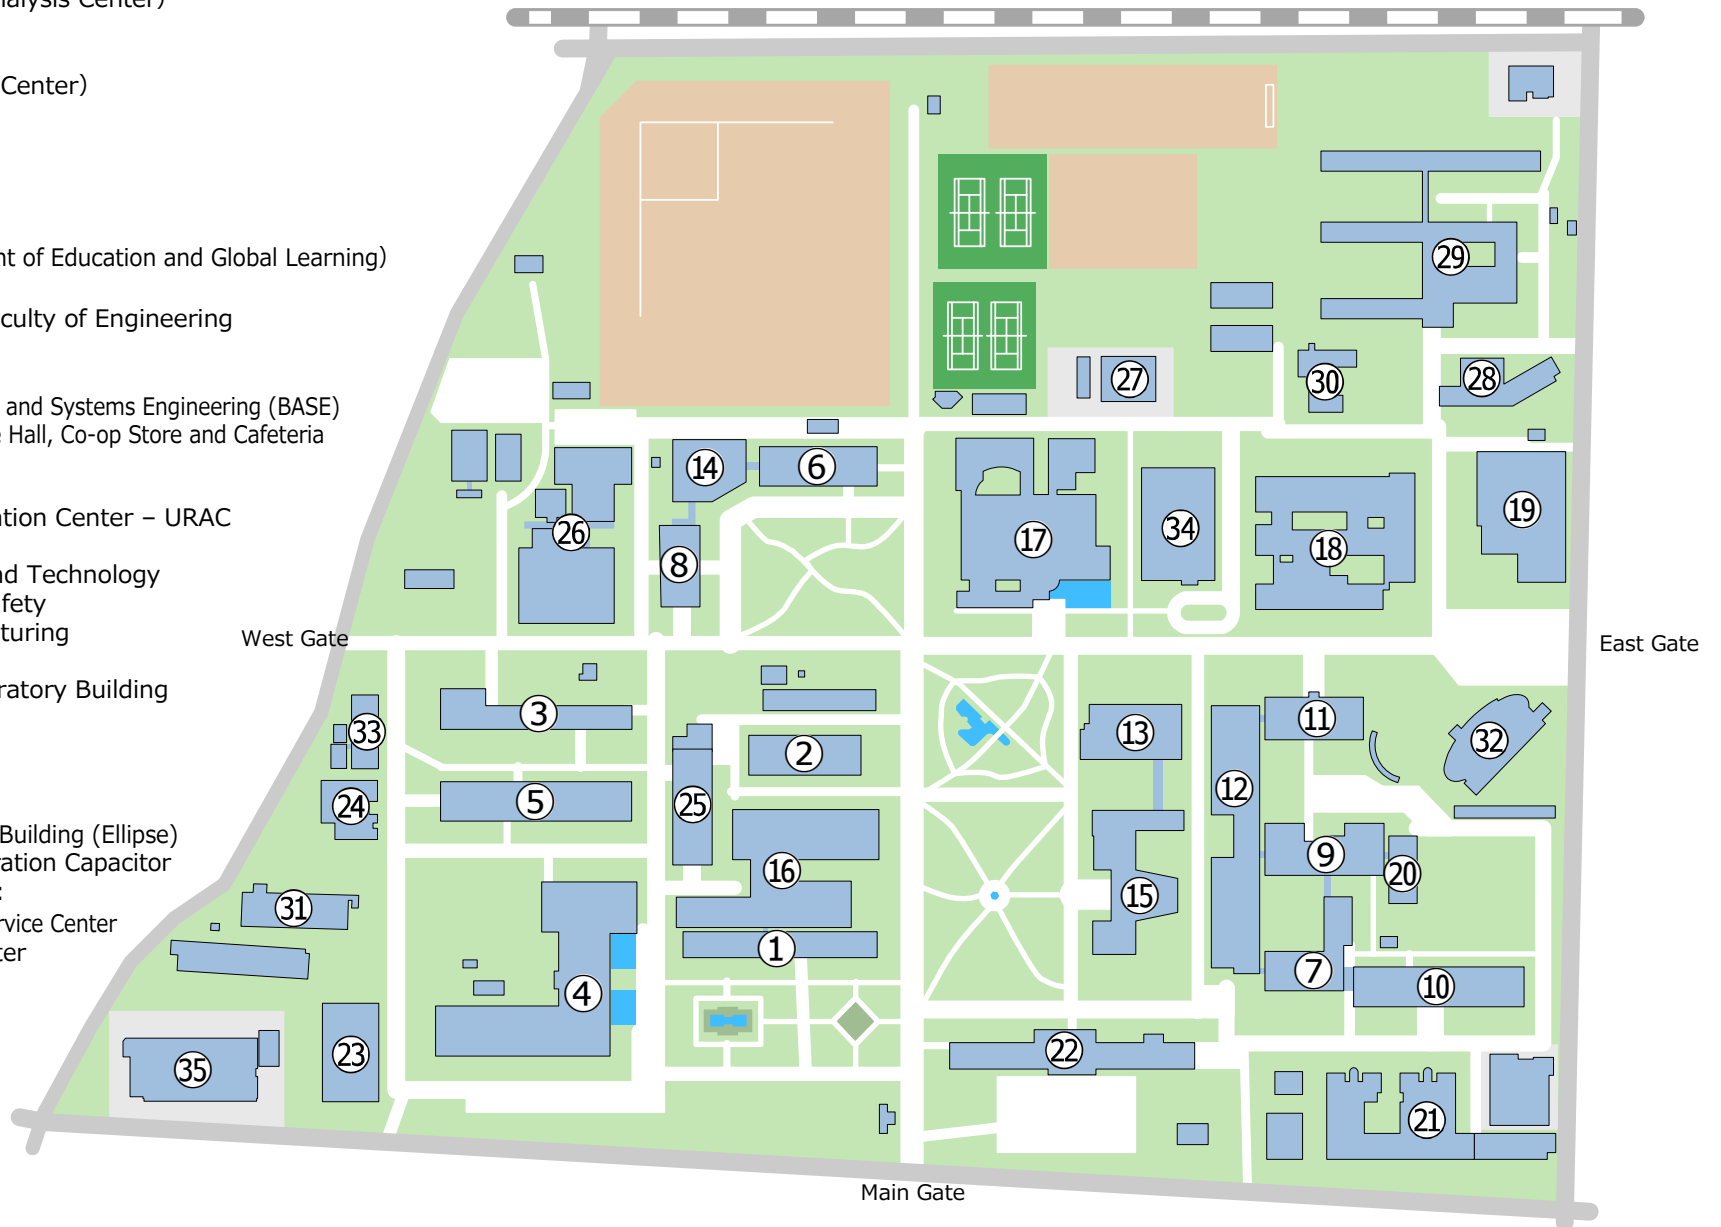 alysis Center）
Center）
t of Education and Global Learning）
culty of Engineering
and Systems Engineering (BASE)
Hall, Co-op Store and Cafeteria
ation Center – URAC
d Technology
fety
turing
West Gate
East Gate
ratory Building
Building (Ellipse)
ration Capacitor
:
rvice Center
ter
Main Gate
29
27
30
28
14
6
19
26
8
17
34
18
3
2
13
11
32
33
5
25
12
24
16
9
20
31
15
1
7
4
10
35
23
22
21